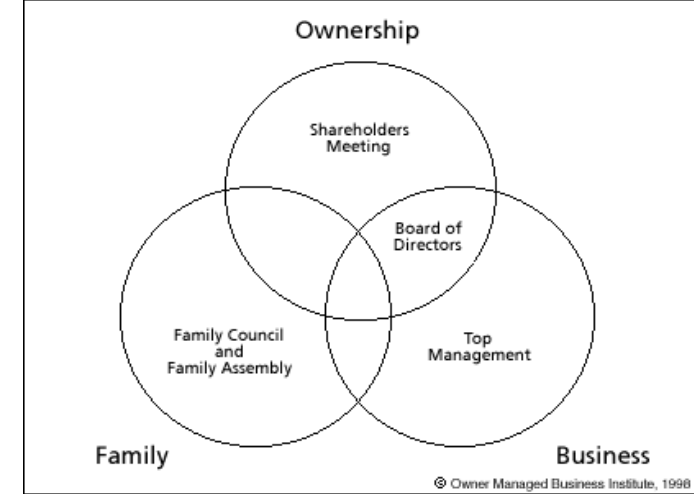 Ownership
Shareholders
Meeting
Board of
Directors
Family Council
and
Family Assembly
Top
Management
Family
Business
© Owner Managed Business Institute, 1998